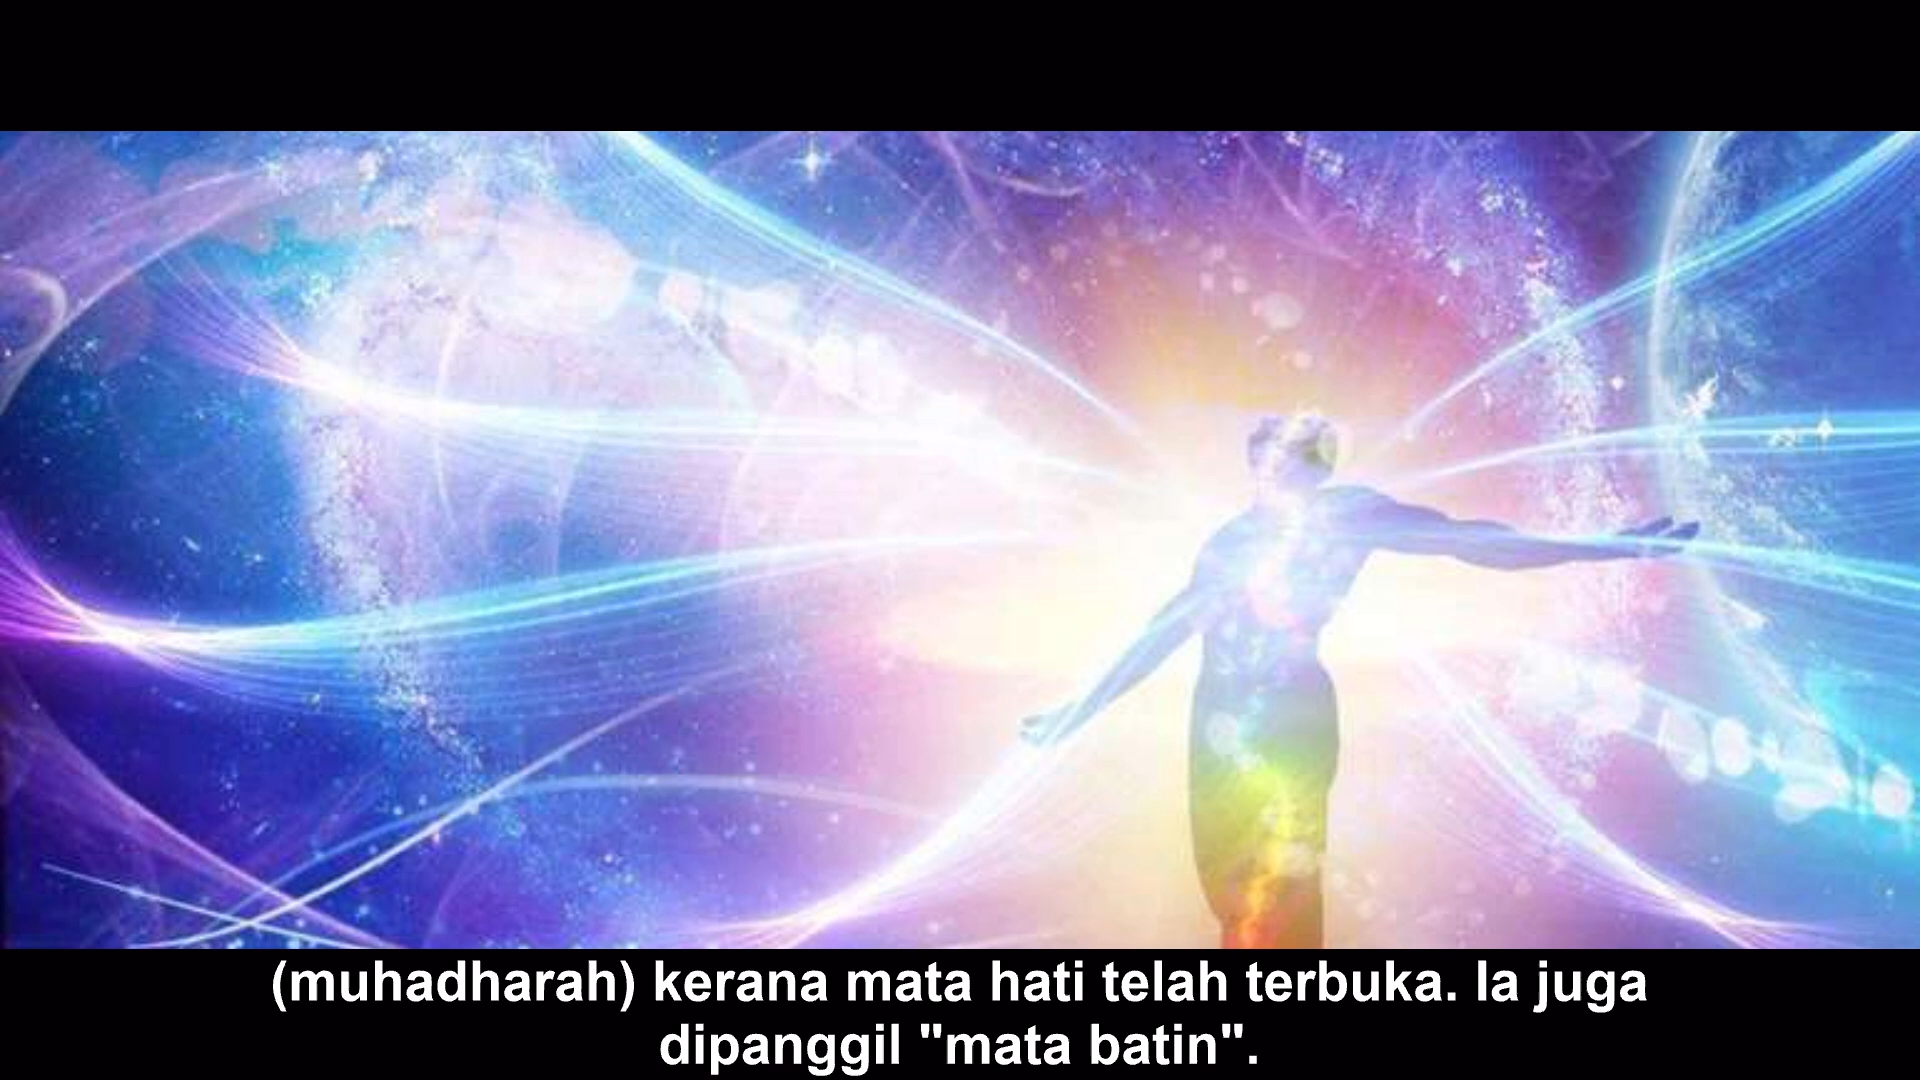 (muhadharah) kerana mata hati telah terbuka. Ia juga
dipanggil "mata batin".